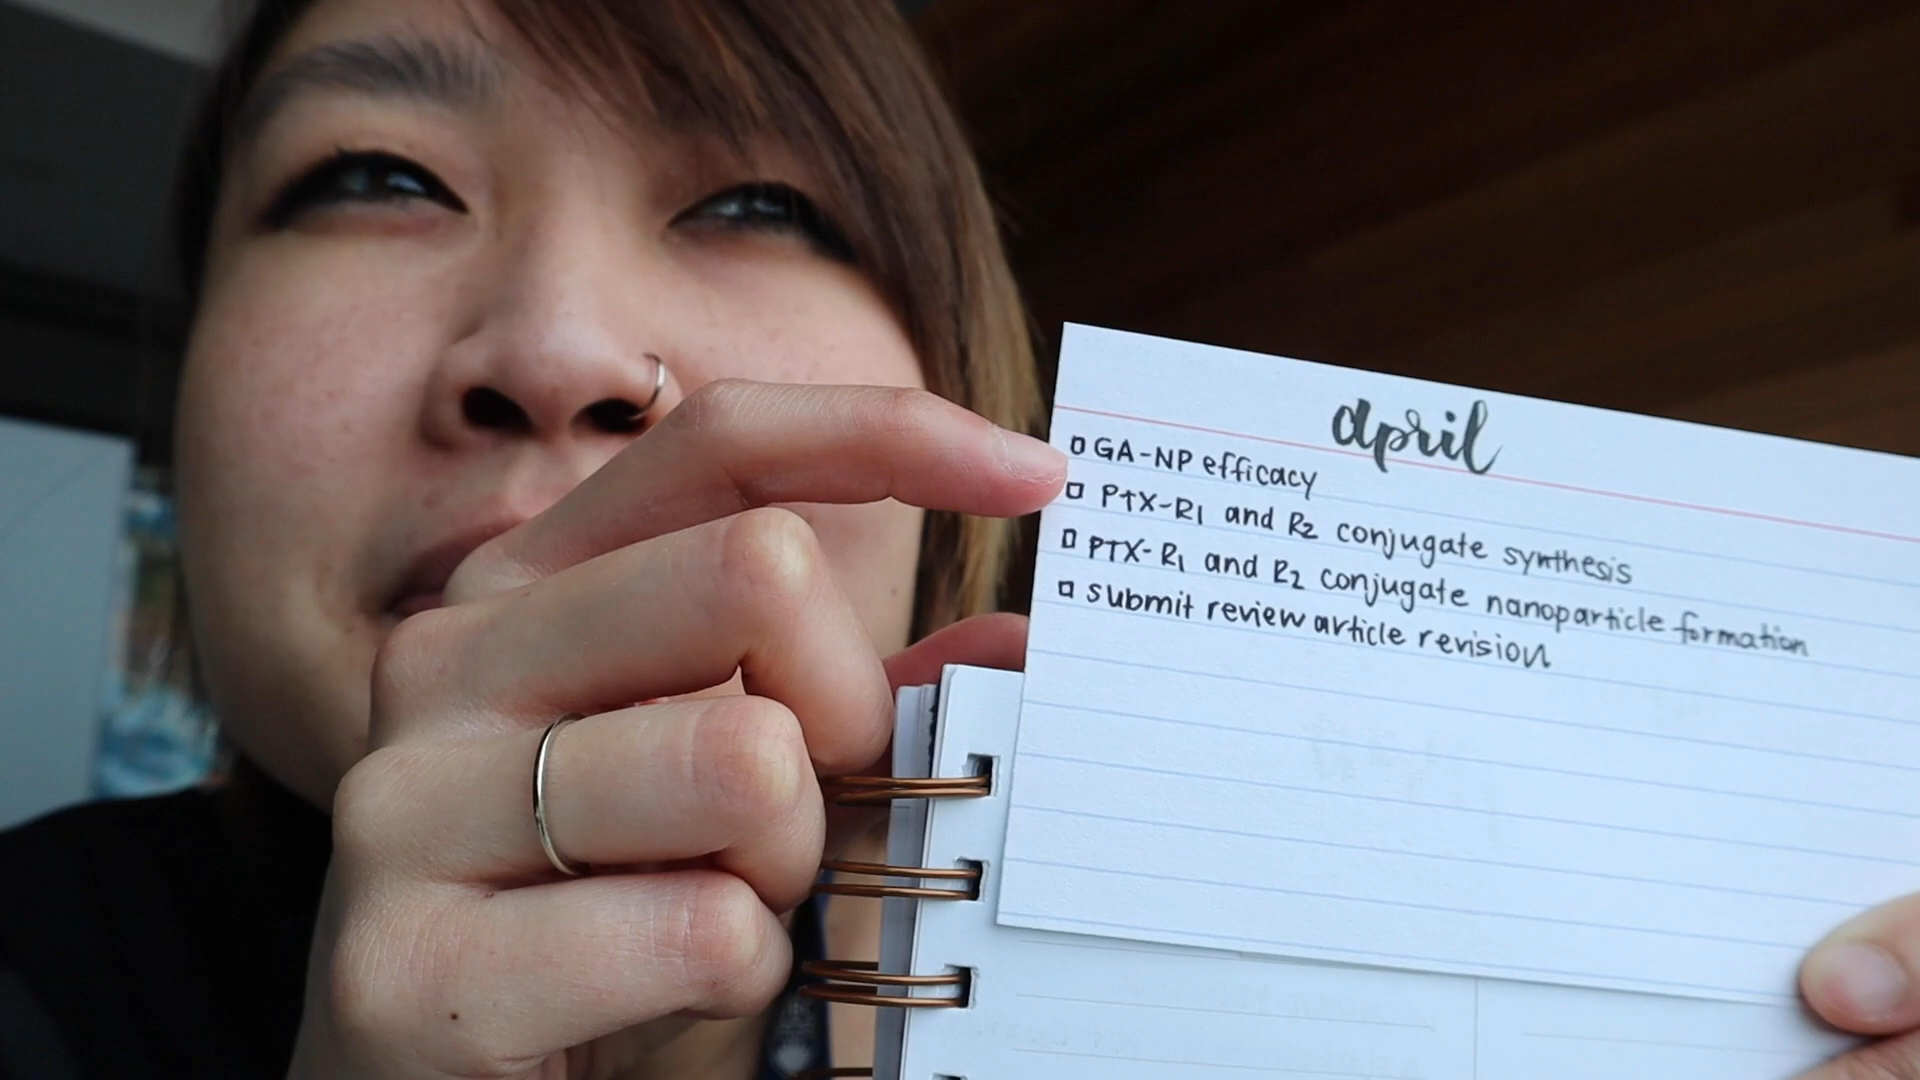 april
GA-NP efficacy
PTX-R1 and R2 conjugate synthesis
PTX-R1 and R2 conjugate nanoparticle formation
submit review article revision